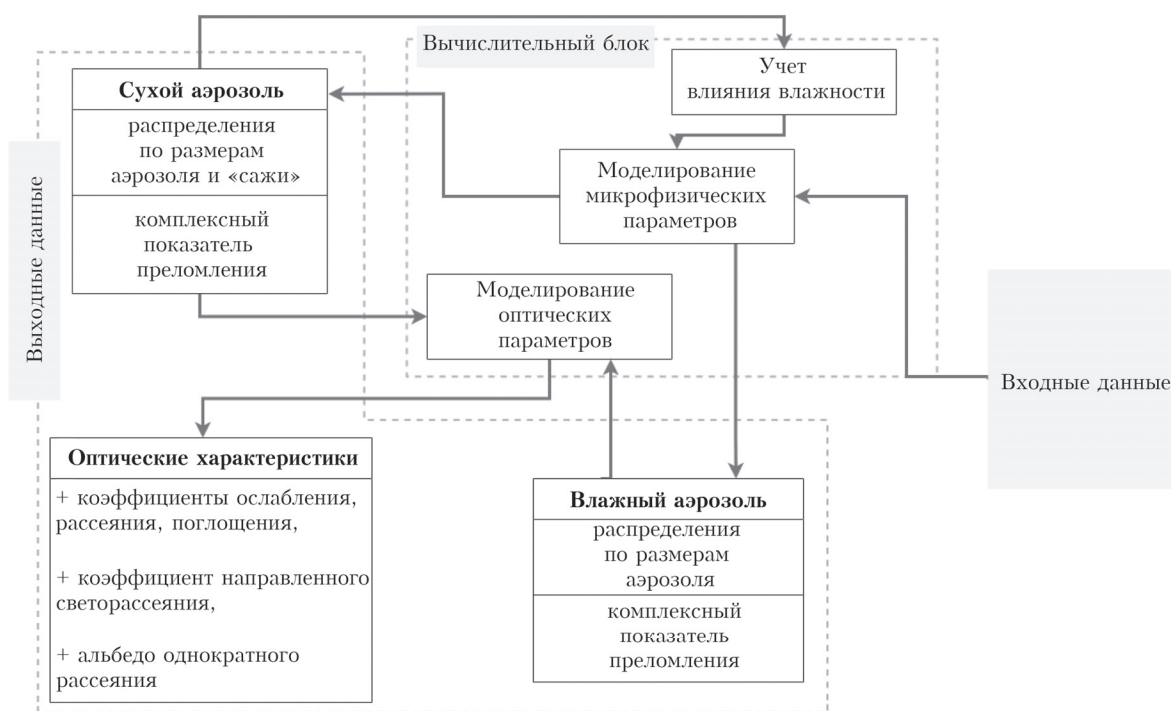 Вычислительный блок
Учет
влияния влажности
Сухой аэрозоль
распределения
по размерам
аэрозоля и «сажи»
комплексный
показатель
преломления
Моделирование
микрофизических
параметров
Выходные данные
Моделирование
оптических
параметров
Входные данные
Оптические характеристики
+ коэффициенты ослабления,
рассеяния, поглощения,
+ коэффициент направленного
светорассеяния,
+ альбедо однократного
рассеяния
Влажный аэрозоль
распределения
по размерам
аэрозоля
комплексный
показатель
преломления